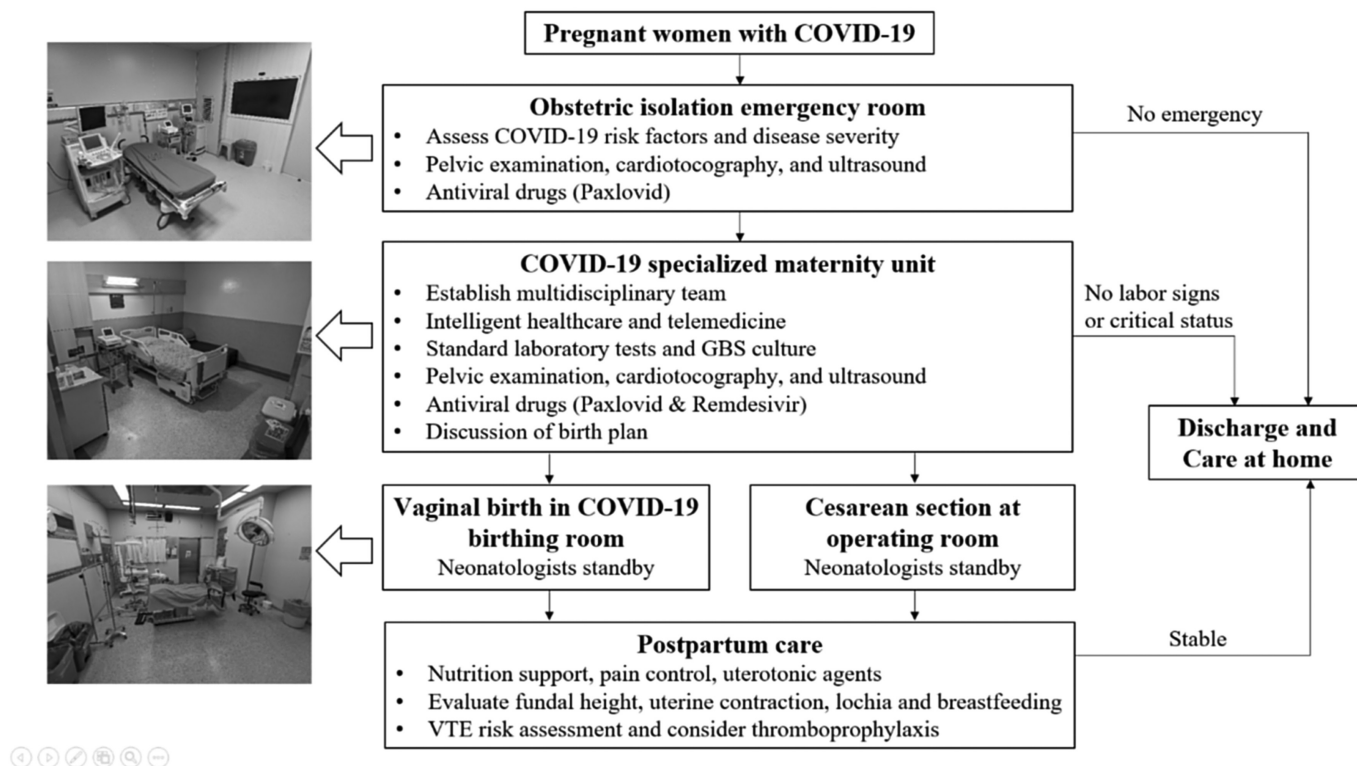 Pregnant women with COVID-19
Obstetric isolation emergency room
• Assess COVID-19 risk factors and disease severity
• Pelvic examination, cardiotocography, and ultrasound
• Antiviral drugs (Paxlovid)
No emergency
COVID-19 specialized maternity unit
• Establish multidisciplinary team
• Intelligent healthcare and telemedicine
• Standard laboratory tests and GBS culture
• Pelvic examination, cardiotocography, and ultrasound
• Antiviral drugs (Paxlovid & Remdesivir)
• Discussion of birth plan
No labor signs
or critical status
Discharge and
Care at home
Vaginal birth in COVID-19
birthing room
Neonatologists standby
Cesarean section at
operating room
Neonatologists standby
Postpartum care
• Nutrition support, pain control, uterotonic agents
• Evaluate fundal height, uterine contraction, lochia and breastfeeding
• VTE risk assessment and consider thromboprophylaxis
Stable